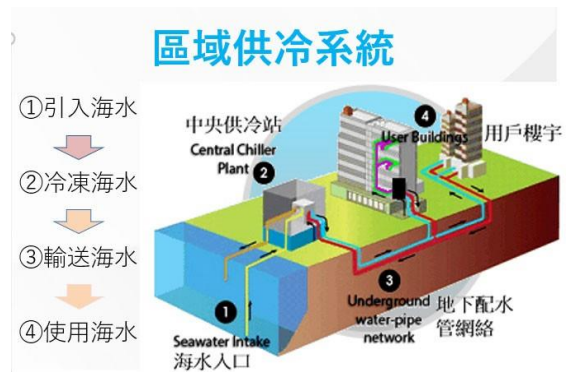 區域供冷系統
①引入海水
②冷凍海水
③輸送海水
④使用海水
中央供冷站
Central Chiller
Plant 2
4
User Buildings
用戶樓宇
1
Seawater Intake
海水入口
3
Underground
water-pipe
network
地下配水
管網絡